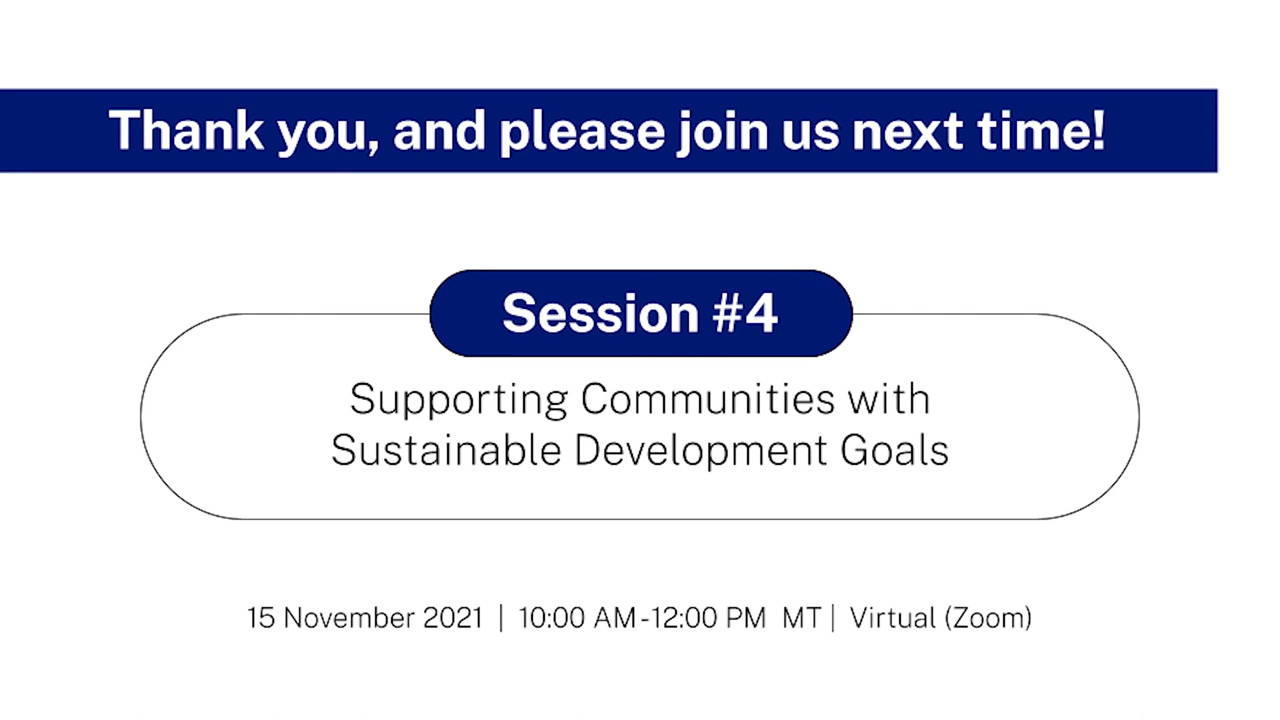 Thank you, and please join us next time!
Session #4
Supporting Communities with
Sustainable Development Goals
15 November 2021 | 10:00 AM-12:00 PM MT | Virtual (Zoom)